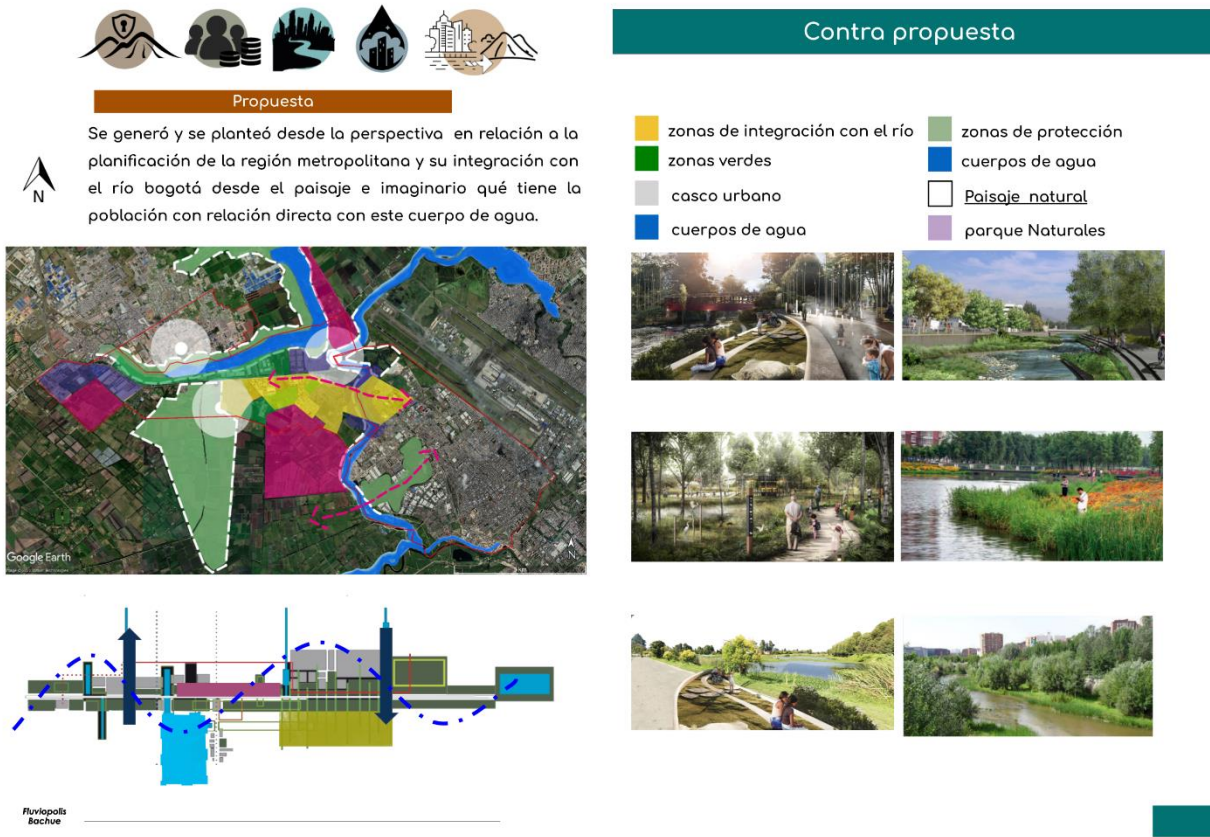 Propuesta
Se generó y se planteó desde la perspectiva en relación a la
planificación de la región metropolitana y su integración con
el río bogotá desde el paisaje e imaginario qué tiene la
población con relación directa con este cuerpo de agua.
N
Google Earth
N
Fluviopolis
Bachue
Contra propuesta
zonas de integración con el río
zonas verdes
casco urbano
cuerpos de agua
zonas de protección
cuerpos de agua
Paisaje natural
parque Naturales